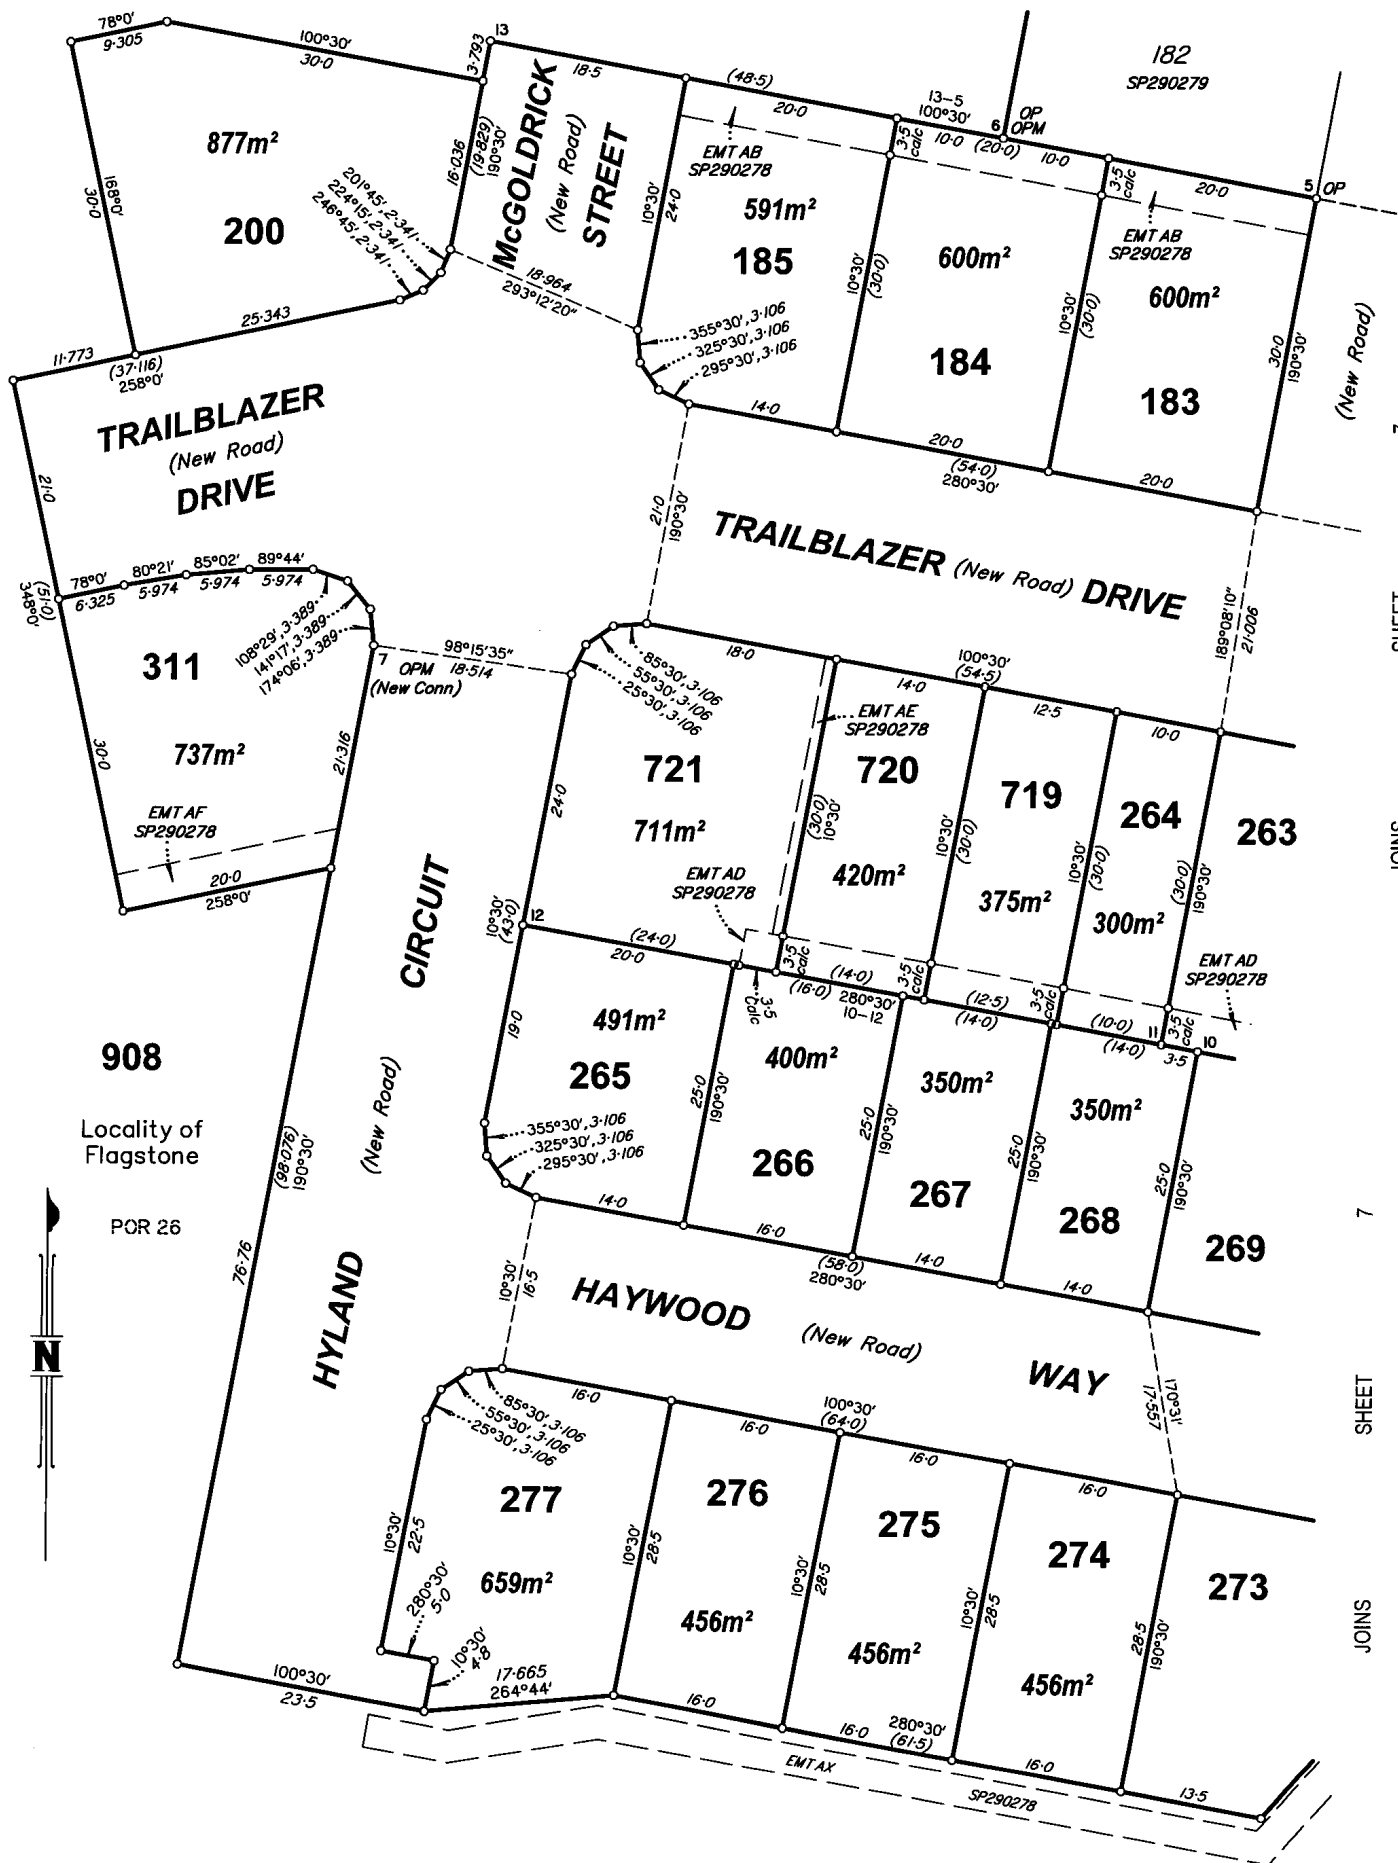 78°0'
9·305
100°30'
30·0
3·793
13
18·5
(48·5)
20·0
13–5
100°30'
6
OP
OPM
10·0
(20·0)
10·0
182
SP290279
20·0
5
OP
877m²
200
168°0'
30·0
16·036
(19·829)
190°30'
201°45', 2·341
224°15', 2·341
246°45', 2·341
25·343
McGOLDRICK
(New Road)
STREET
18·964
293°12'20"
10°30'
24·0
EMT AB
SP290278
591m²
185
355°30', 3·106
325°30', 3·106
295°30', 3·106
14·0
3·5
calc
10°30'
(30·0)
600m²
184
20·0
(54·0)
280°30'
3·5
calc
10°30'
(30·0)
EMT AB
SP290278
600m²
183
20·0
30·0
190°30'
(New Road)
7
11·773
(37·116)
258°0'
TRAILBLAZER
(New Road)
DRIVE
21·0
(51·0)
348°0'
78°0'
6·325
80°21'
5·974
85°02'
5·974
89°44'
5·974
108°29', 3·389
141°17', 3·389
174°06', 3·389
311
737m²
30·0
EMT AF
SP290278
20·0
258°0'
21·316
7
OPM
(New Conn)
98°15'35"
18·514
21·0
190°30'
TRAILBLAZER (New Road) DRIVE
189°08'10"
21·006
SHEET
JOINS
85°30', 3·106
55°30', 3·106
25°30', 3·106
18·0
14·0
100°30'
(54·5)
12·5
10·0
EMT AE
SP290278
721
711m²
24·0
(30·0)
10°30'
720
420m²
10°30'
(30·0)
719
375m²
10°30'
(30·0)
264
300m²
(30·0)
190°30'
263
EMT AD
SP290278
EMT AD
SP290278
10°30'
(43·0)
12
(24·0)
20·0
3·5
calc
3·5
Calc
(14·0)
(16·0)
280°30'
10–12
3·5
calc
(12·5)
(14·0)
3·5
calc
(10·0)
(14·0)
11
3·5
calc
3·5
10
CIRCUIT
(New Road)
HYLAND
19·0
491m²
265
355°30', 3·106
325°30', 3·106
295°30', 3·106
14·0
25·0
190°30'
400m²
266
16·0
25·0
190°30'
350m²
267
14·0
25·0
190°30'
350m²
268
14·0
25·0
190°30'
269
(58·0)
280°30'
7
908
Locality of
Flagstone
POR 26
(98·076)
190°30'
76·76
N
10°30'
16·5
HAYWOOD
(New Road)
WAY
170°31'
17·557
85°30', 3·106
55°30', 3·106
25°30', 3·106
16·0
16·0
100°30'
(64·0)
16·0
16·0
277
659m²
10°30'
22·5
280°30'
5·0
10°30'
4·8
17·665
264°44'
100°30'
23·5
10°30'
28·5
276
456m²
16·0
10°30'
28·5
275
456m²
16·0
280°30'
(61·5)
10°30'
28·5
274
456m²
16·0
28·5
190°30'
273
13·5
EMT AX
SP290278
SHEET
JOINS